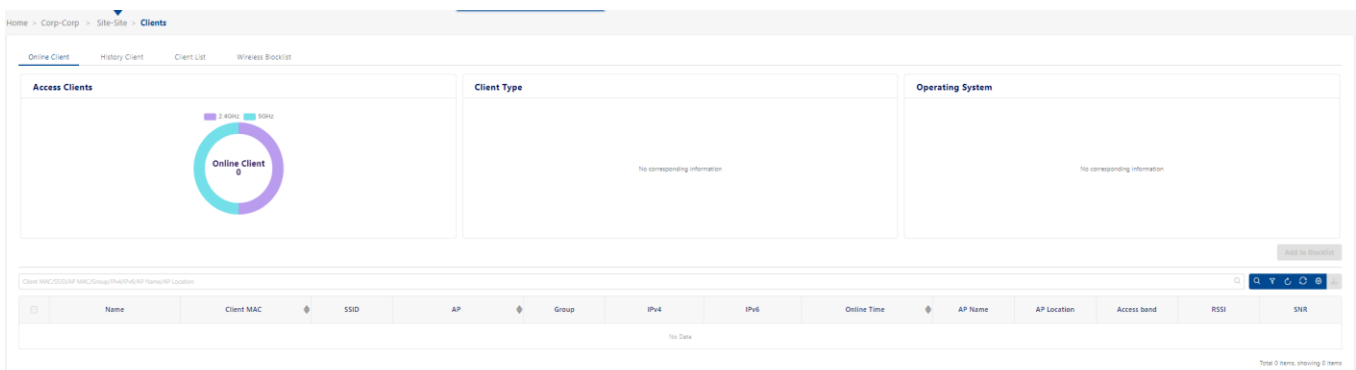 Home > Corp-Corp > Site-Site > Clients
Online Client History Client Client List Wireless Blocklist
Access Clients
2.4GHz 5GHz
Online Client
0
Client Type
No corresponding information
Operating System
No corresponding information
Add to Blocklist
Client MAC/SSID/AP MAC/Group/IPv4/IPv6/AP Name/AP Location
Name Client MAC SSID AP Group IPv4 IPv6 Online Time AP Name AP Location Access band RSSI SNR
No Data
Total 0 items, showing 0 items